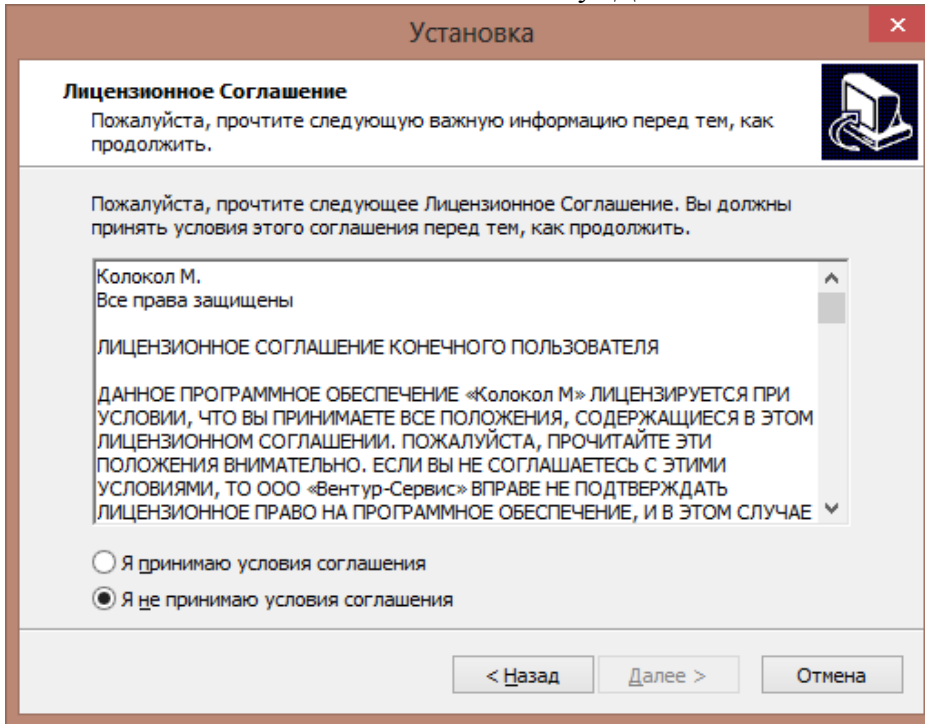 Установка
Лицензионное Соглашение
Пожалуйста, прочтите следующую важную информацию перед тем, как
продолжить.
Пожалуйста, прочтите следующее Лицензионное Соглашение. Вы должны
принять условия этого соглашения перед тем, как продолжить.
Колокол М.
Все права защищены
ЛИЦЕНЗИОННОЕ СОГЛАШЕНИЕ КОНЕЧНОГО ПОЛЬЗОВАТЕЛЯ
ДАННОЕ ПРОГРАММНОЕ ОБЕСПЕЧЕНИЕ «Колокол М» ЛИЦЕНЗИРУЕТСЯ ПРИ
УСЛОВИИ, ЧТО ВЫ ПРИНИМАЕТЕ ВСЕ ПОЛОЖЕНИЯ, СОДЕРЖАЩИЕСЯ В ЭТОМ
ЛИЦЕНЗИОННОМ СОГЛАШЕНИИ. ПОЖАЛУЙСТА, ПРОЧИТАЙТЕ ЭТИ
ПОЛОЖЕНИЯ ВНИМАТЕЛЬНО. ЕСЛИ ВЫ НЕ СОГЛАШАЕТЕСЬ С ЭТИМИ
УСЛОВИЯМИ, ТО ООО «Вентур-Сервис» ВПРАВЕ НЕ ПОДТВЕРЖДАТЬ
ЛИЦЕНЗИОННОЕ ПРАВО НА ПРОГРАММНОЕ ОБЕСПЕЧЕНИЕ, И В ЭТОМ СЛУЧАЕ
Я принимаю условия соглашения
Я не принимаю условия соглашения
< Назад Далее > Отмена